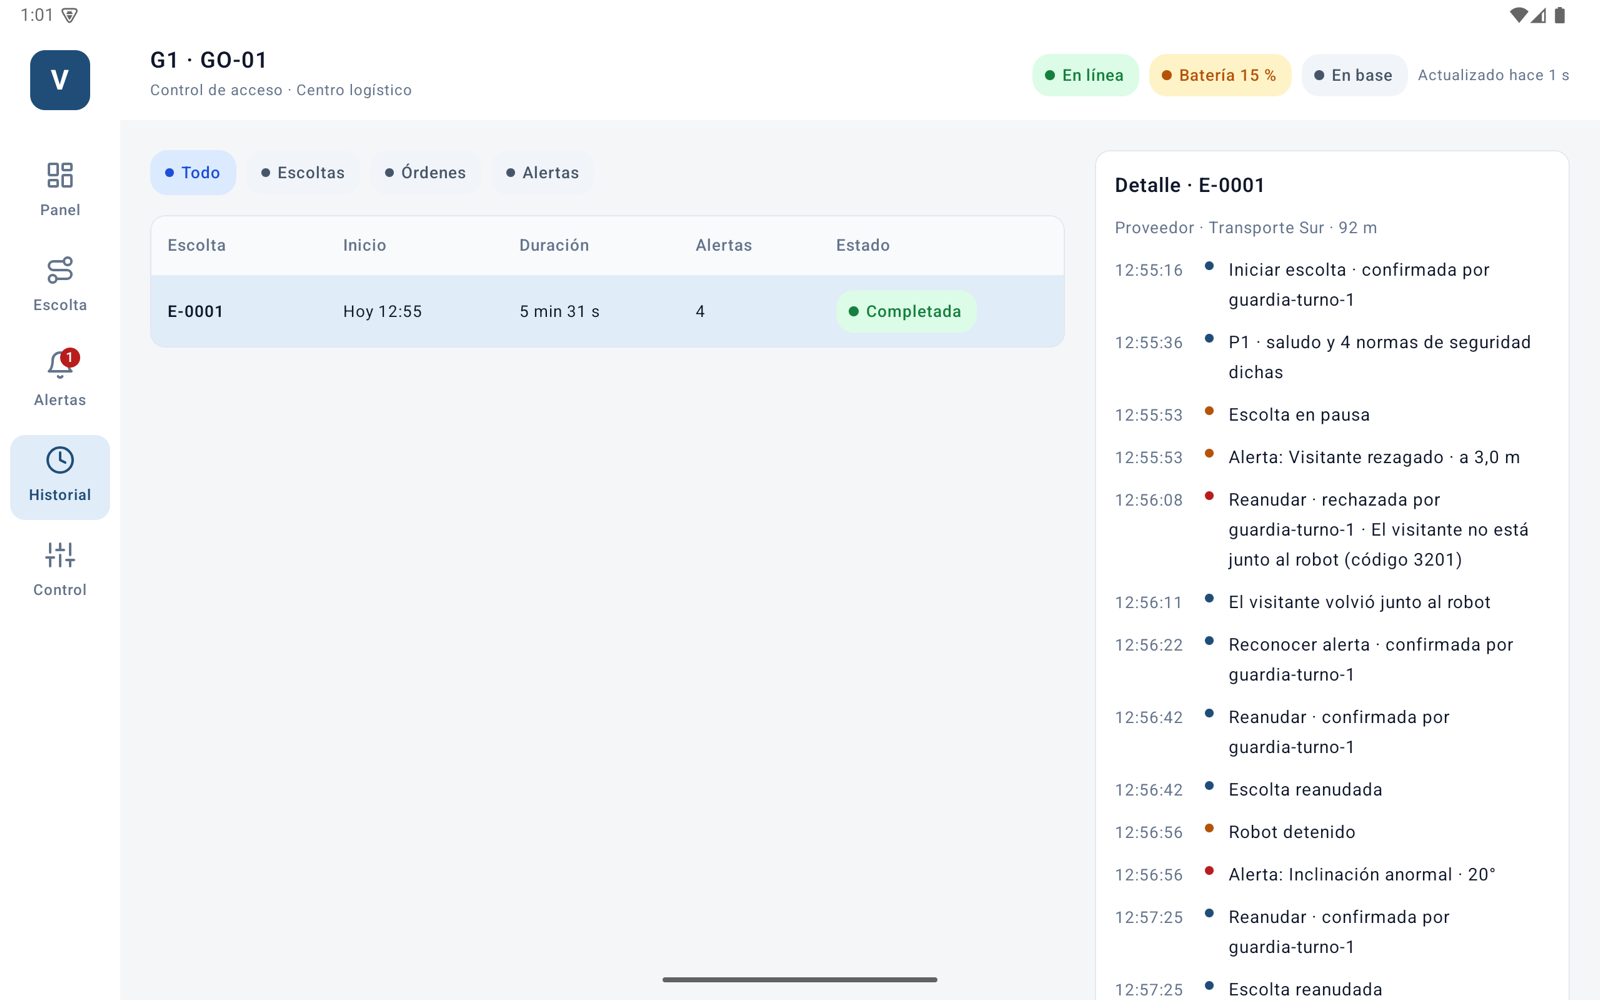 1:01
V
G1 · GO-01
Control de acceso · Centro logístico
En línea
Batería 15 %
En base
Actualizado hace 1 s
Panel
Escolta
1
Alertas
Historial
Control
Todo
Escoltas
Órdenes
Alertas
Escolta Inicio Duración Alertas Estado
E-0001 Hoy 12:55 5 min 31 s 4 Completada
Detalle · E-0001
Proveedor · Transporte Sur · 92 m
12:55:16 Iniciar escolta · confirmada por
guardia-turno-1
12:55:36 P1 · saludo y 4 normas de seguridad
dichas
12:55:53 Escolta en pausa
12:55:53 Alerta: Visitante rezagado · a 3,0 m
12:56:08 Reanudar · rechazada por
guardia-turno-1 · El visitante no está
junto al robot (código 3201)
12:56:11 El visitante volvió junto al robot
12:56:22 Reconocer alerta · confirmada por
guardia-turno-1
12:56:42 Reanudar · confirmada por
guardia-turno-1
12:56:42 Escolta reanudada
12:56:56 Robot detenido
12:56:56 Alerta: Inclinación anormal · 20°
12:57:25 Reanudar · confirmada por
guardia-turno-1
12:57:25 Escolta reanudada